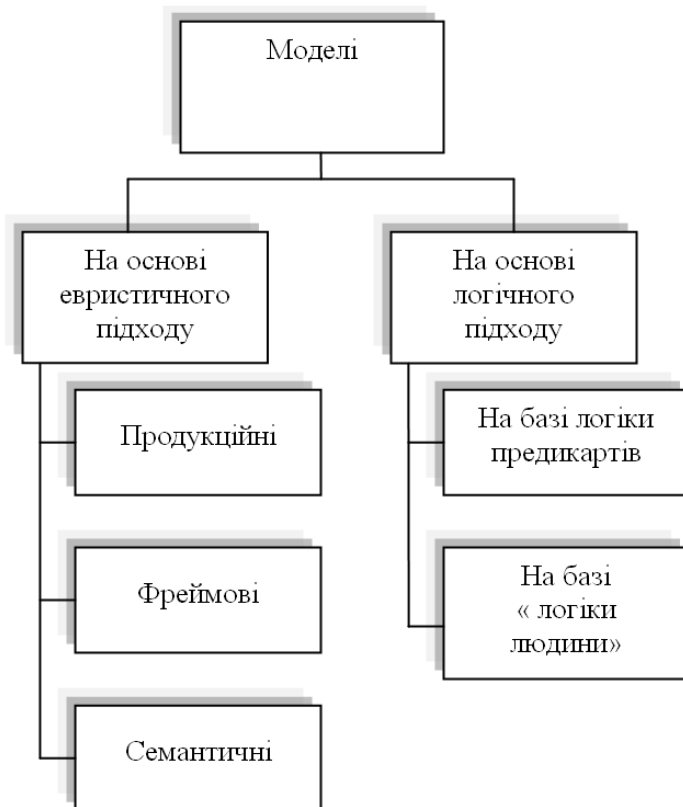 Моделі
На основі
евристичного
підходу
На основі
логічного
підходу
Продукційні
На базі логіки
предикартів
Фреймові
На базі
« логіки
людини»
Семантичні